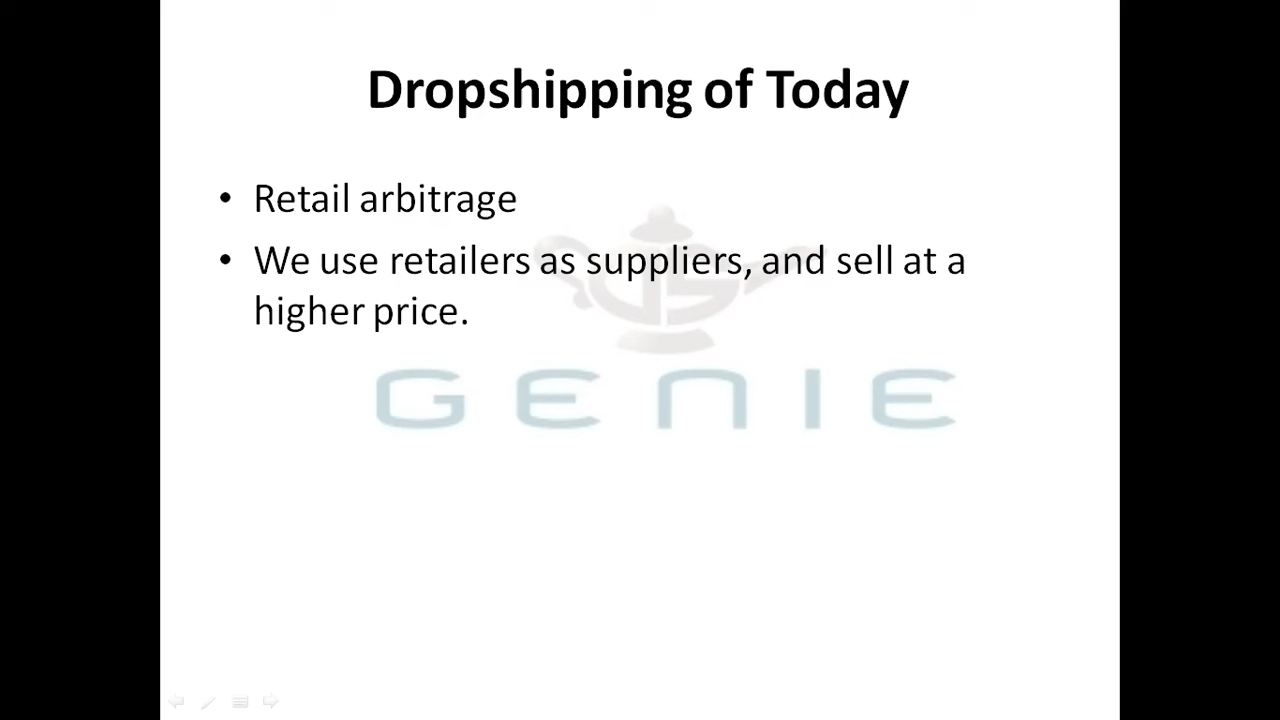 Dropshipping of Today
• Retail arbitrage
• We use retailers as suppliers, and sell at a
higher price.
GENIE